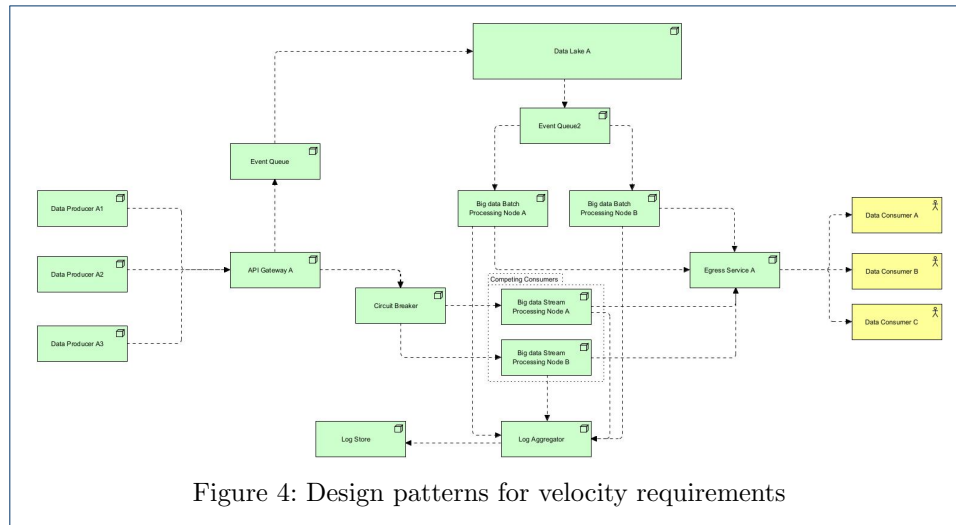 Data Lake A
Event Queue2
Event Queue
Big data Batch
Processing Node A
Big data Batch
Processing Node B
Data Producer A1
Data Consumer A
API Gateway A
Egress Service A
Data Producer A2
Data Consumer B
Competing Consumers
Circuit Breaker
Big data Stream
Processing Node A
Data Consumer C
Data Producer A3
Big data Stream
Processing Node B
Log Store
Log Aggregator
Figure 4: Design patterns for velocity requirements